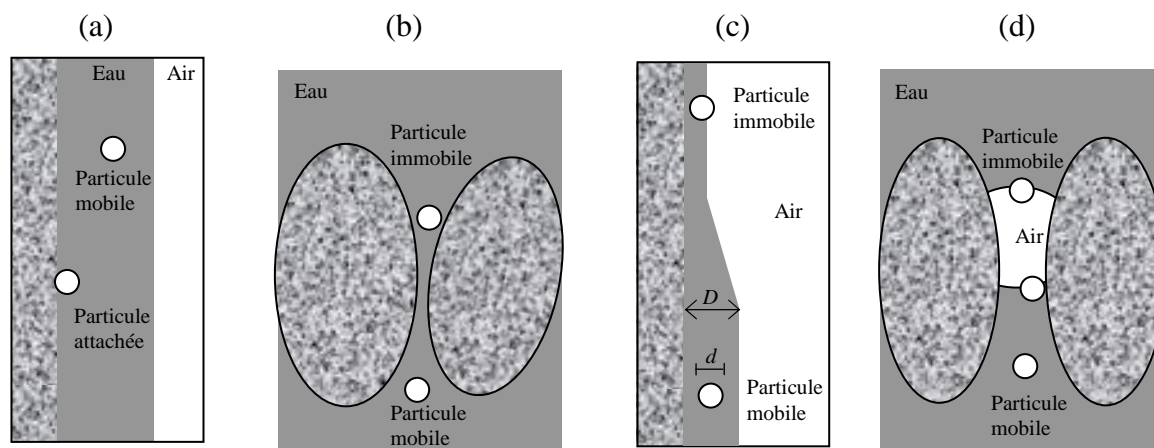 (a)
Eau
Air
Particule
mobile
Particule
attachée
(b)
Eau
Particule
immobile
Particule
mobile
(c)
Particule
immobile
Air
D
d
Particule
mobile
(d)
Eau
Particule
immobile
Air
Particule
mobile